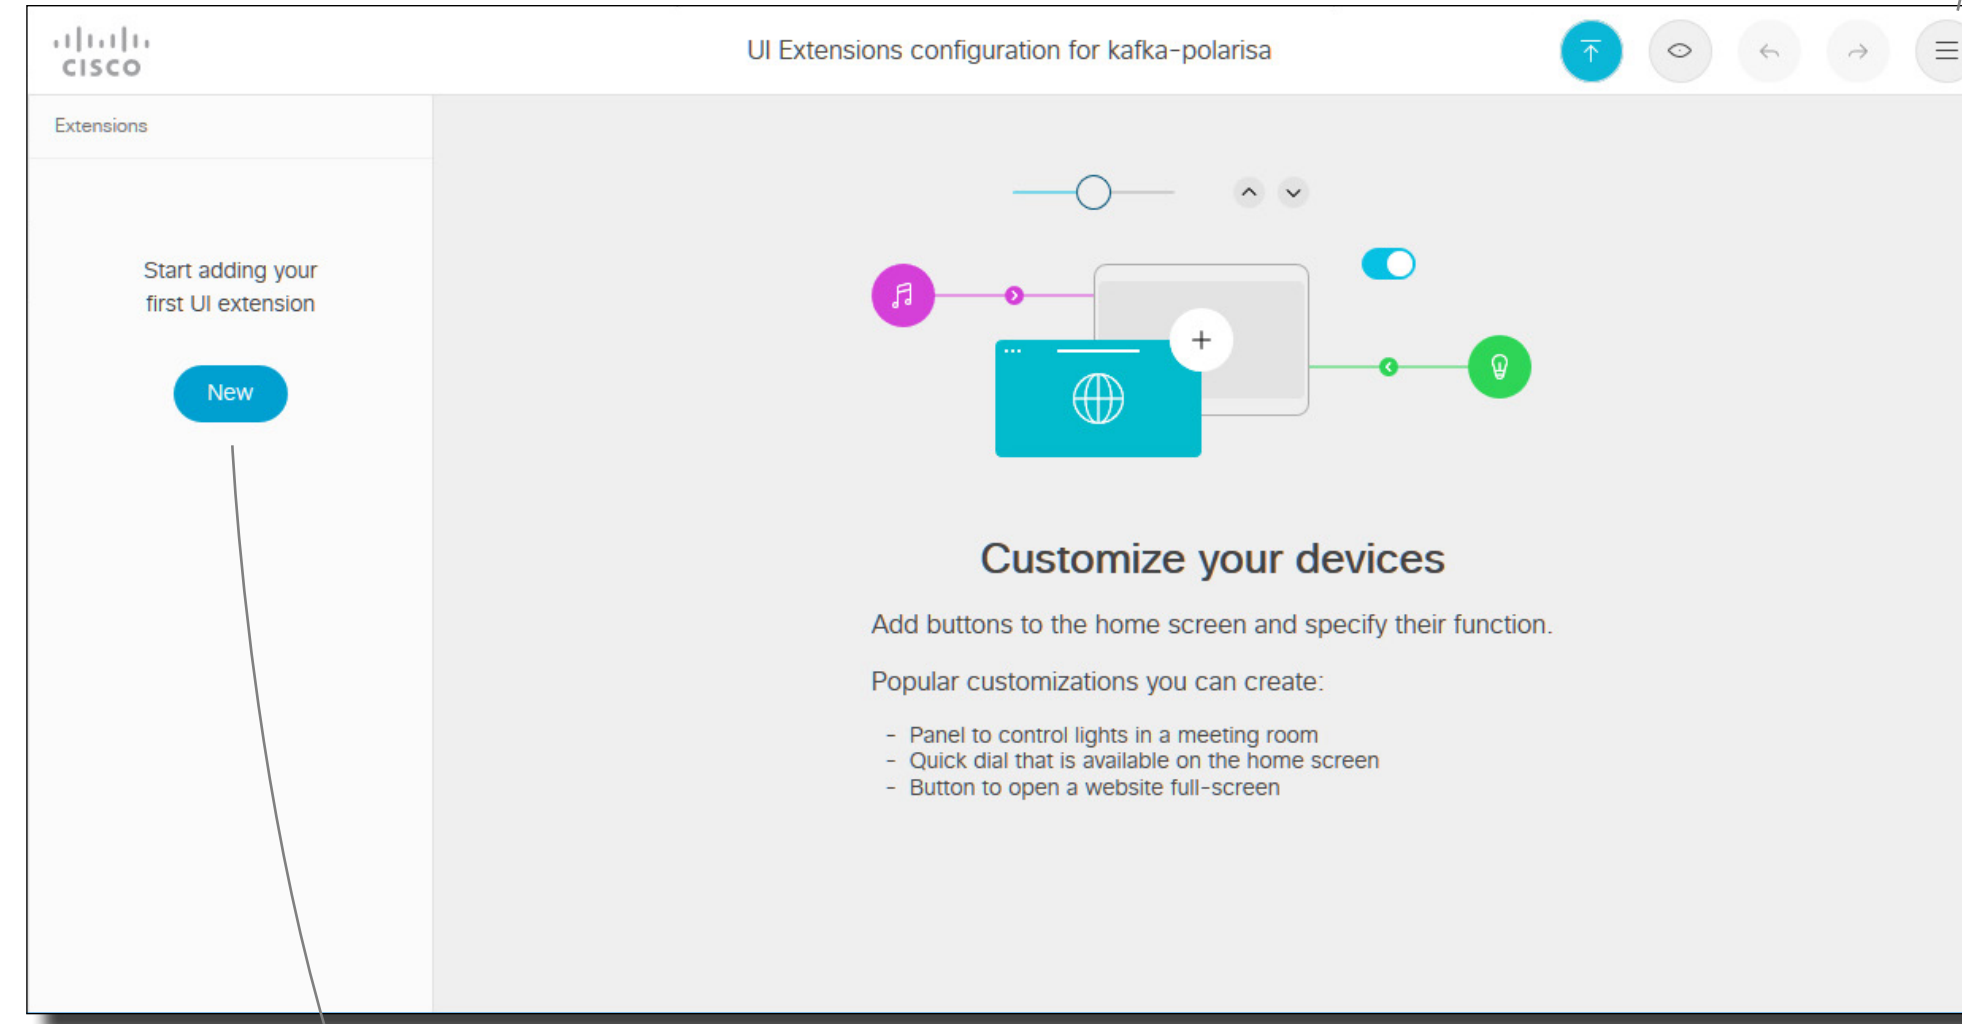 CISCO
UI Extensions configuration for kafka-polarisa
Extensions
Start adding your
first UI extension
New
Customize your devices
Add buttons to the home screen and specify their function.
Popular customizations you can create:
- Panel to control lights in a meeting room
- Quick dial that is available on the home screen
- Button to open a website full-screen